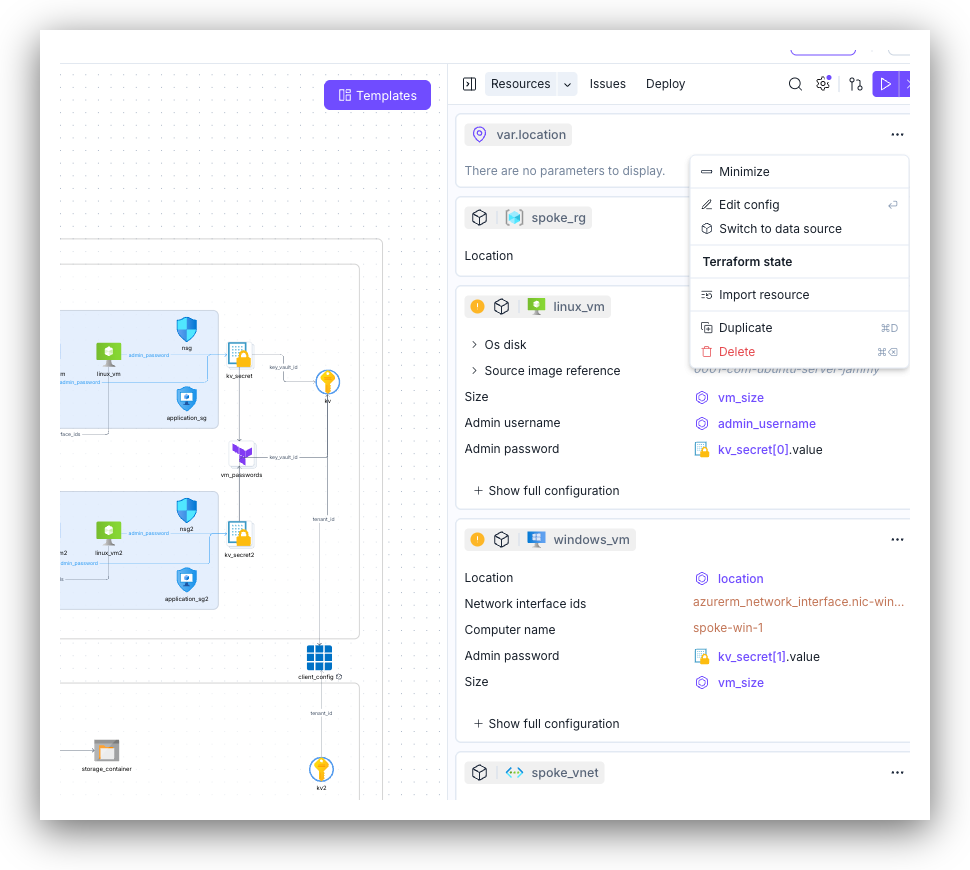 Templates
nsg
linux_vm
admin_password
m
admin_password
application_sg
rface_ids
kv_secret
key_vault_id
kv
vm_passwords
key_vault_id
nsg2
linux_vm2
admin_password
m2
dmin_password
ds
application_sg2
kv_secret2
tenant_id
client_config
tenant_id
storage_container
kv2
Resources Issues Deploy
var.location
There are no parameters to display.
spoke_rg
Location
Minimize
Edit config
Switch to data source
Terraform state
Import resource
Duplicate ⌘D
Delete ⌘⌫
linux_vm
Os disk
Source image reference 0001-com-ubuntu-server-jammy
Size vm_size
Admin username admin_username
Admin password kv_secret[0].value
+ Show full configuration
windows_vm
Location location
Network interface ids azurerm_network_interface.nic-win...
Computer name spoke-win-1
Admin password kv_secret[1].value
Size vm_size
+ Show full configuration
spoke_vnet